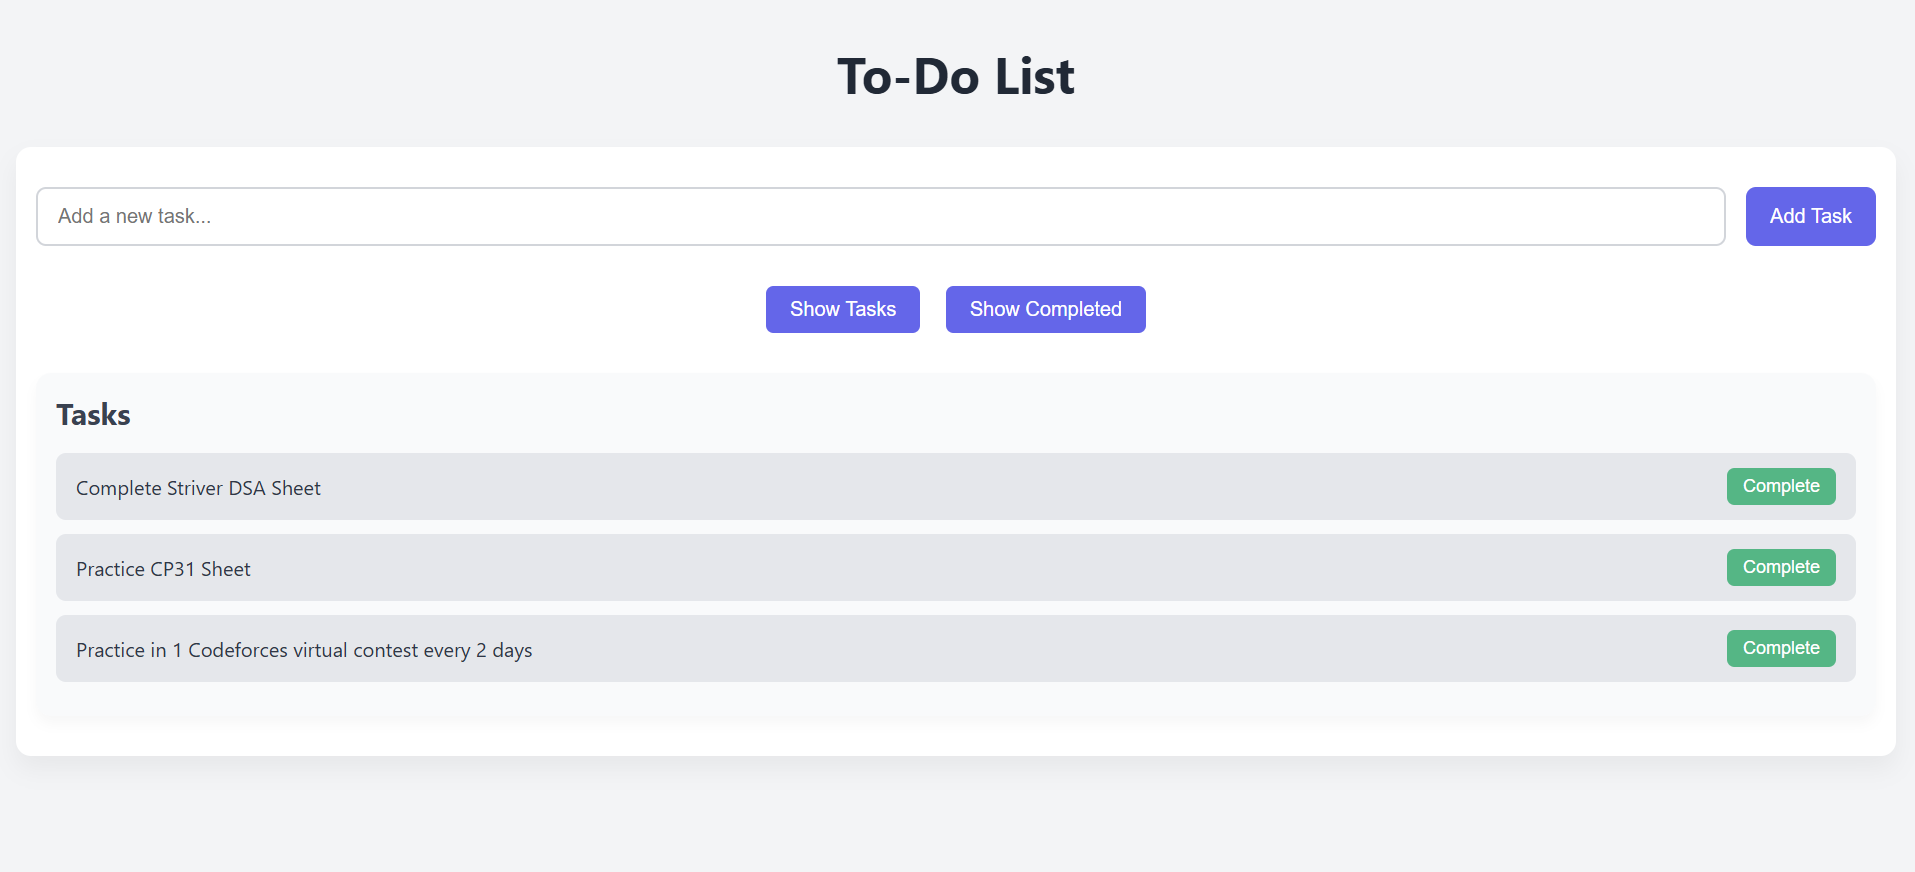 To-Do List
Add a new task...
Add Task
Show Tasks
Show Completed
Tasks
Complete Striver DSA Sheet
Complete
Practice CP31 Sheet
Complete
Practice in 1 Codeforces virtual contest every 2 days
Complete